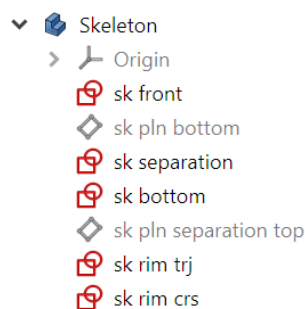 Skeleton
Origin
sk front
sk pln bottom
sk separation
sk bottom
sk pln separation top
sk rim trj
sk rim crs